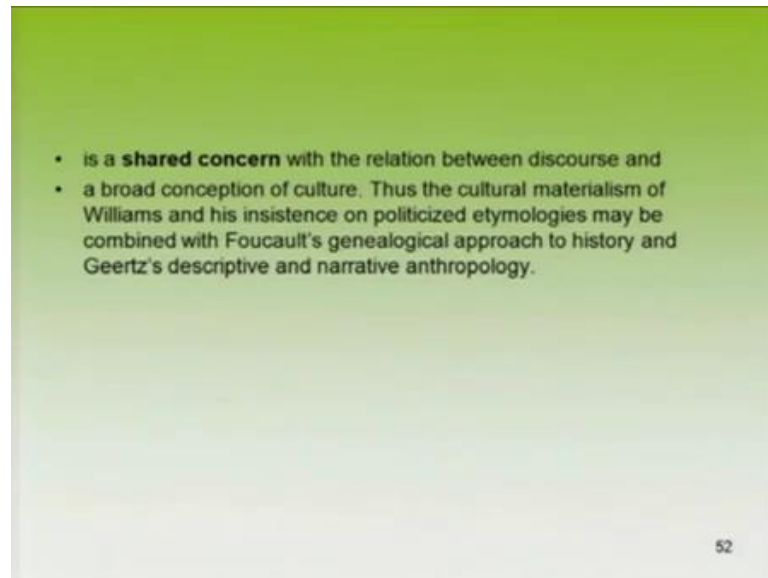 • is a shared concern with the relation between discourse and
• a broad conception of culture. Thus the cultural materialism of
Williams and his insistence on politicized etymologies may be
combined with Foucault's genealogical approach to history and
Geertz's descriptive and narrative anthropology.
52